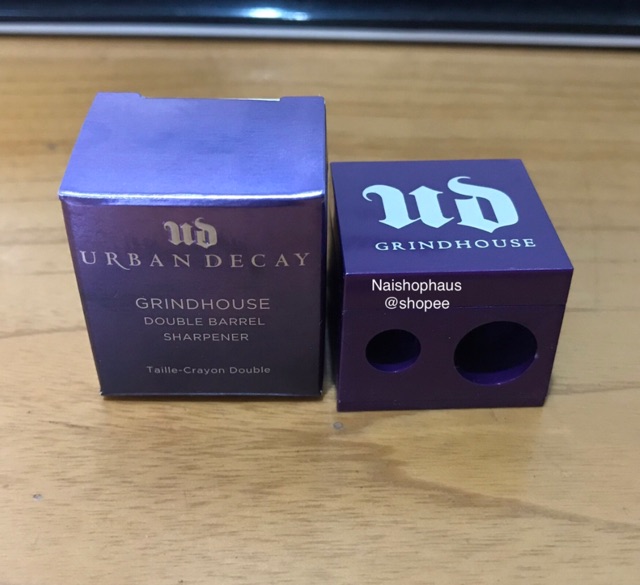 ud
URBAN DECAY
GRINDHOUSE
DOUBLE BARREL
SHARPENER
Taille-Crayon Double
ud
GRINDHOUSE
Naishophaus
@shopee